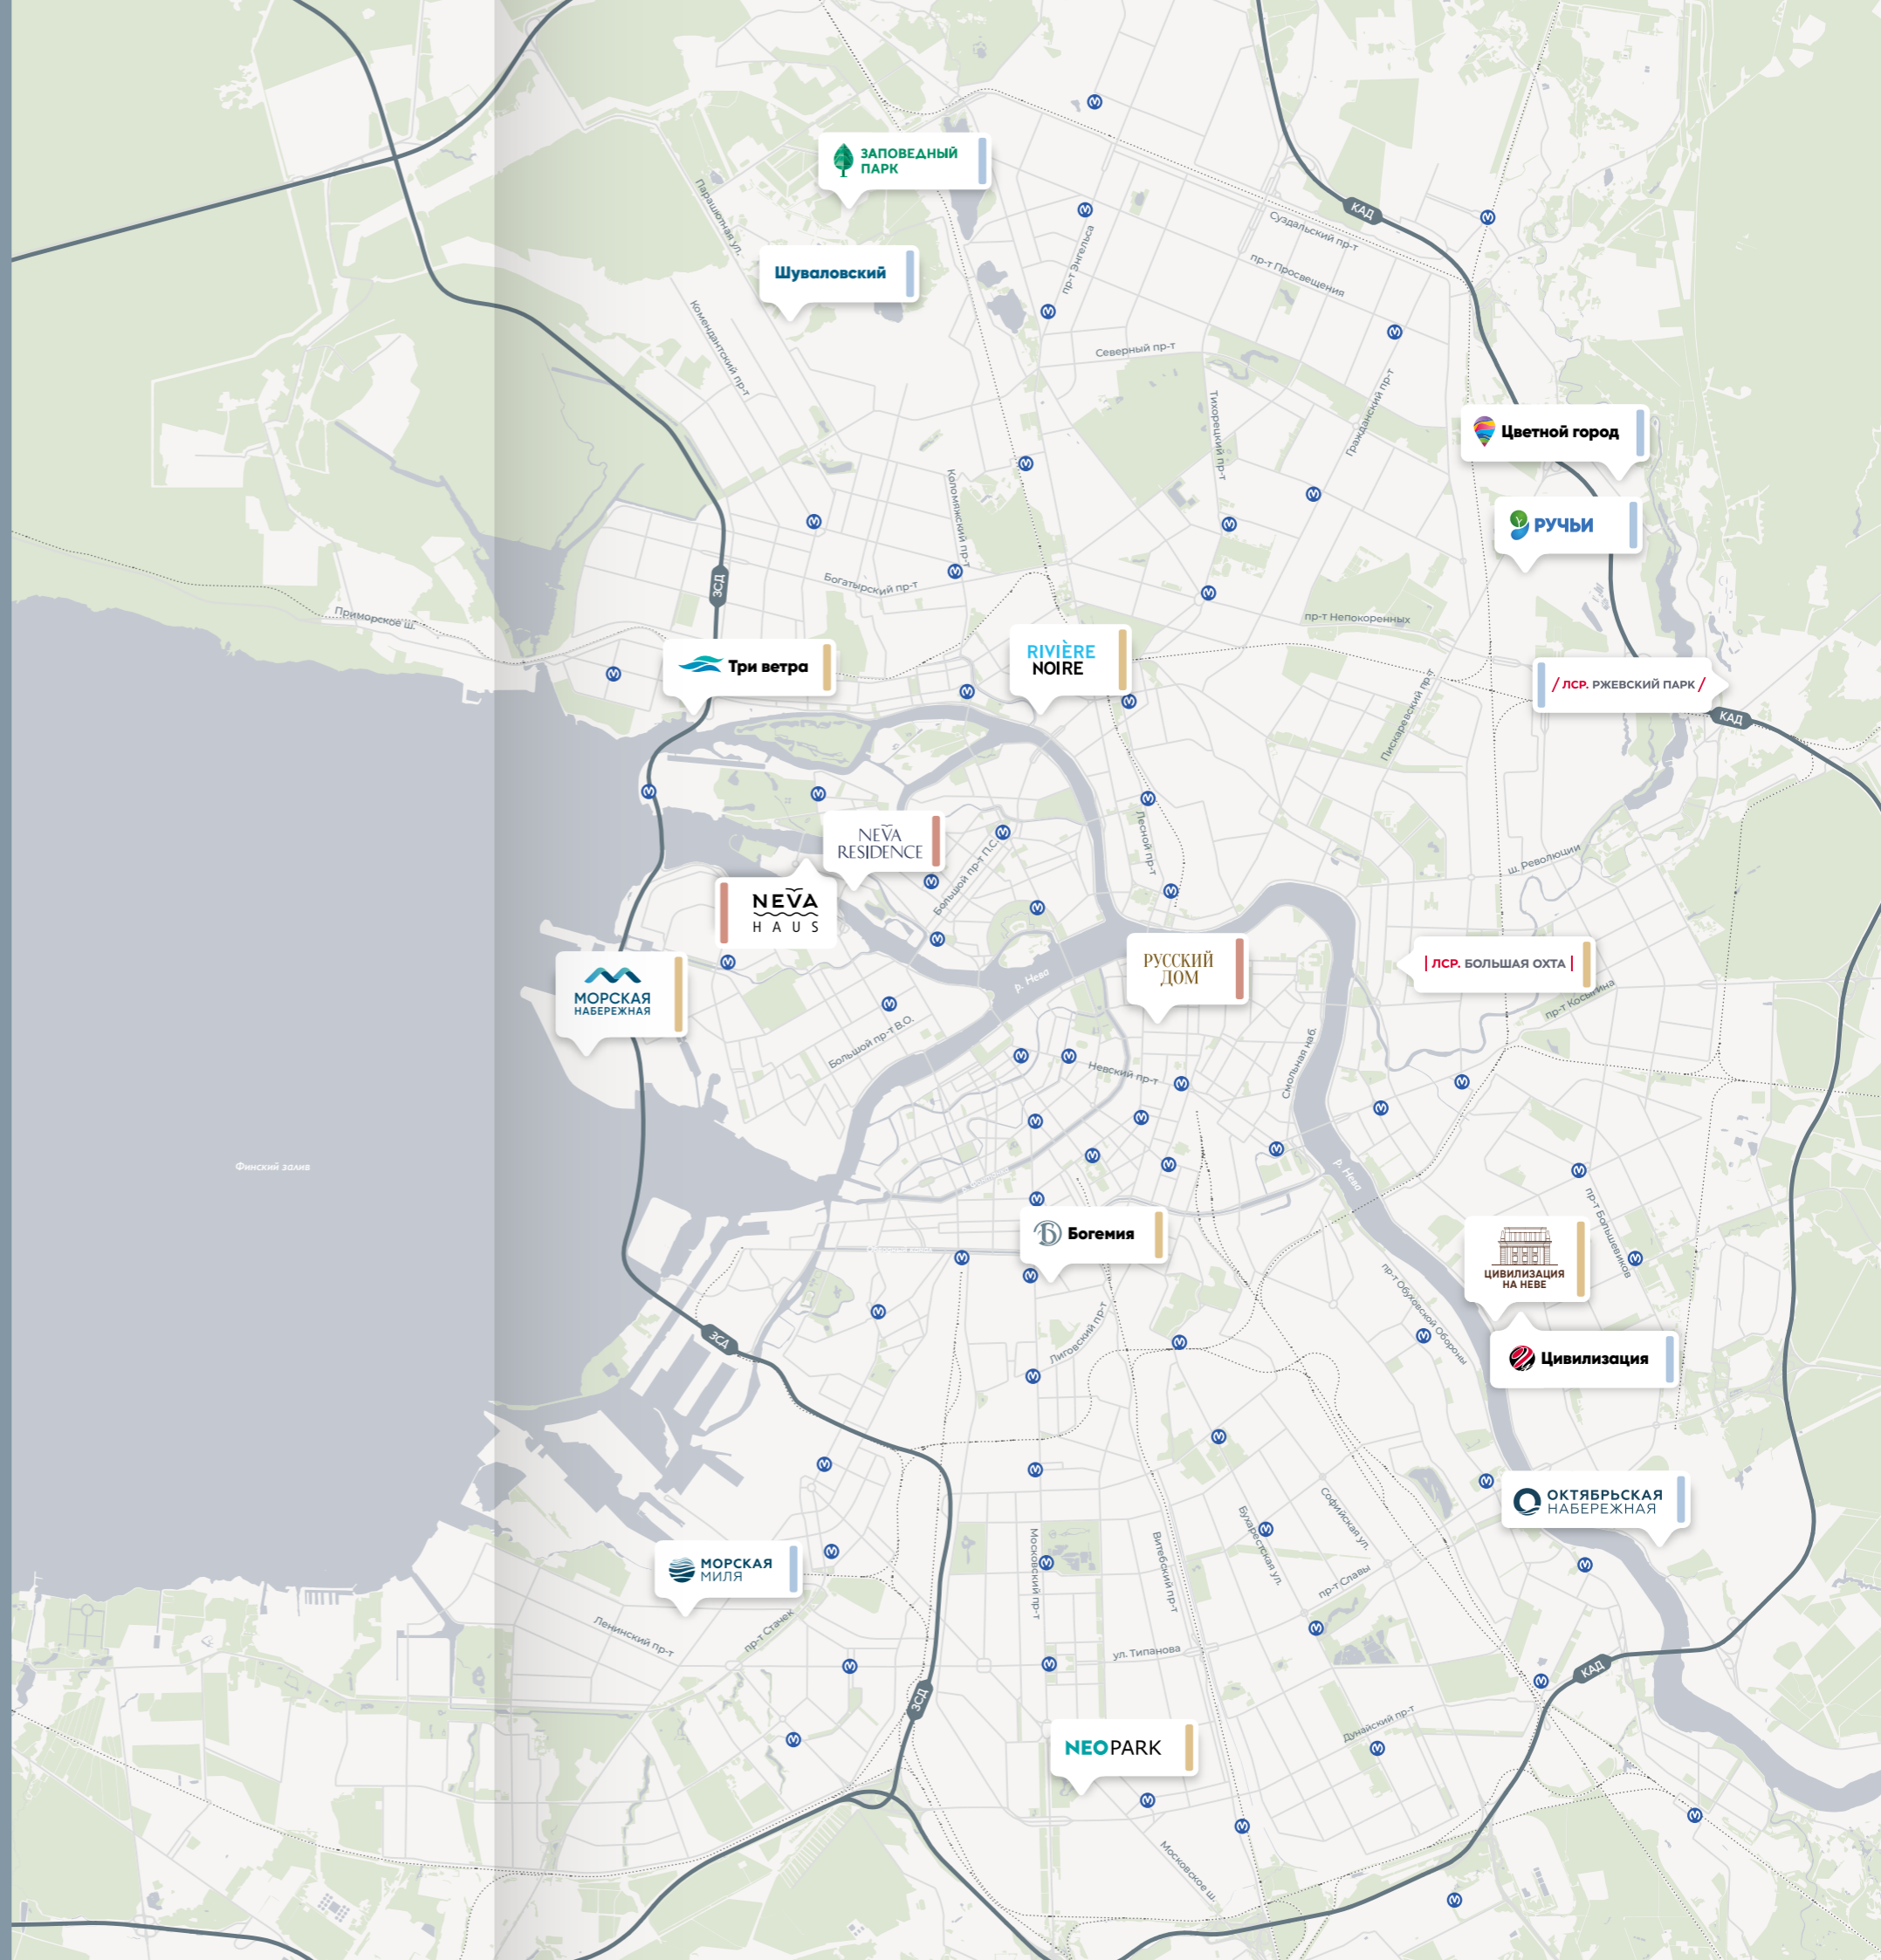 ЗАПОВЕДНЫЙ
ПАРК
Парашютная ул.
КАД
Суздальский пр-т
пр-т Энгельса
пр-т Просвещения
Шуваловский
Комендантский пр-т
Северный пр-т
Тихорецкий пр-т
Гражданский пр-т
Цветной город
Коломяжский пр-т
РУЧЬИ
ЗСД
Богатырский пр-т
Приморское ш.
пр-т Непокоренных
RIVIÈRE
NOIRE
Три ветра
/ ЛСР. РЖЕВСКИЙ ПАРК /
КАД
Пискаревский пр-т
Лесной пр-т
NEVA
RESIDENCE
Большой пр-т П.С.
ш. Революции
NEVA
HAUS
РУССКИЙ
ДОМ
| ЛСР. БОЛЬШАЯ ОХТА |
р. Нева
МОРСКАЯ
НАБЕРЕЖНАЯ
пр-т Косыгина
Большой пр-т В.О.
Невский пр-т
Смольная наб.
Финский залив
р. Нева
пр-т Большевиков
Богемия
ЦИВИЛИЗАЦИЯ
НА НЕВЕ
пр-т Обуховской Обороны
ЗСД
Лиговский пр-т
Цивилизация
ОКТЯБРЬСКАЯ
НАБЕРЕЖНАЯ
Московский пр-т
Витебский пр-т
Бухарестская ул.
Софийская ул.
МОРСКАЯ
МИЛЯ
пр-т Славы
Ленинский пр-т
пр-т Стачек
ул. Типанова
КАД
ЗСД
Дунайский пр-т
NEOPARK
Московское ш.